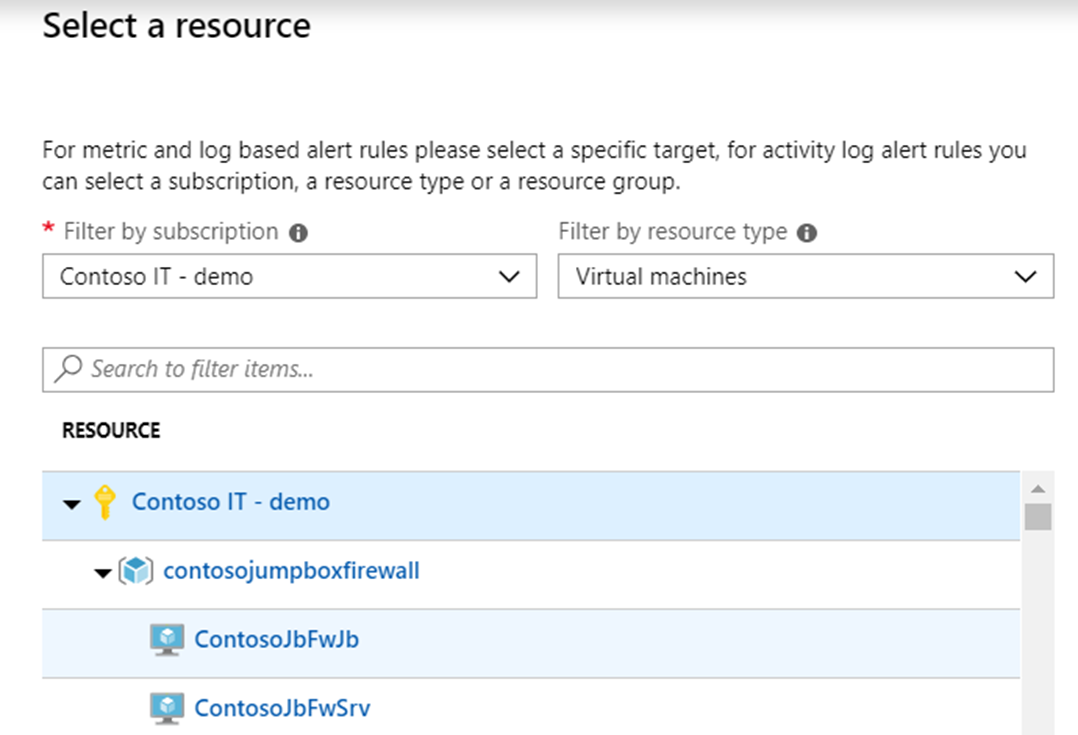 Select a resource
For metric and log based alert rules please select a specific target, for activity log alert rules you
can select a subscription, a resource type or a resource group.
* Filter by subscription
Filter by resource type
Contoso IT - demo
Virtual machines
Search to filter items...
RESOURCE
Contoso IT - demo
contosojumpboxfirewall
ContosoJbFwJb
ContosoJbFwSrv